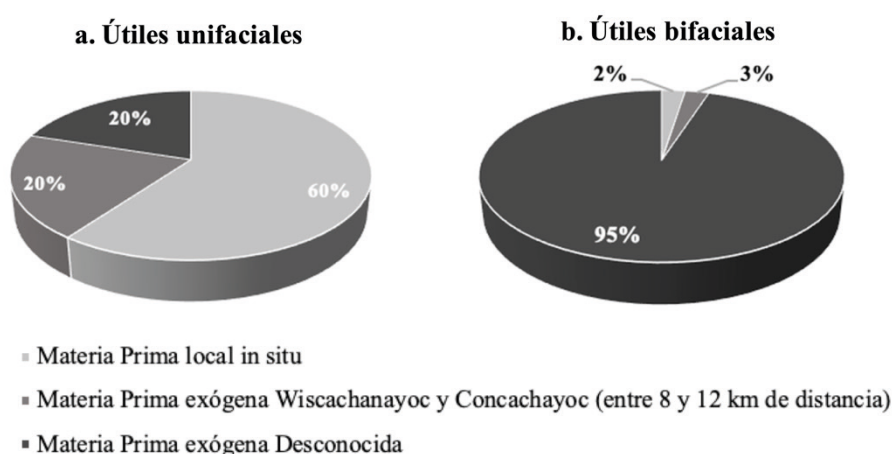 a. Útiles unifaciales
b. Útiles bifaciales
2%
3%
20%
20%
60%
95%
▪ Materia Prima local in situ
▪ Materia Prima exógena Wiscachanayoc y Concachayoc (entre 8 y 12 km de distancia)
▪ Materia Prima exógena Desconocida